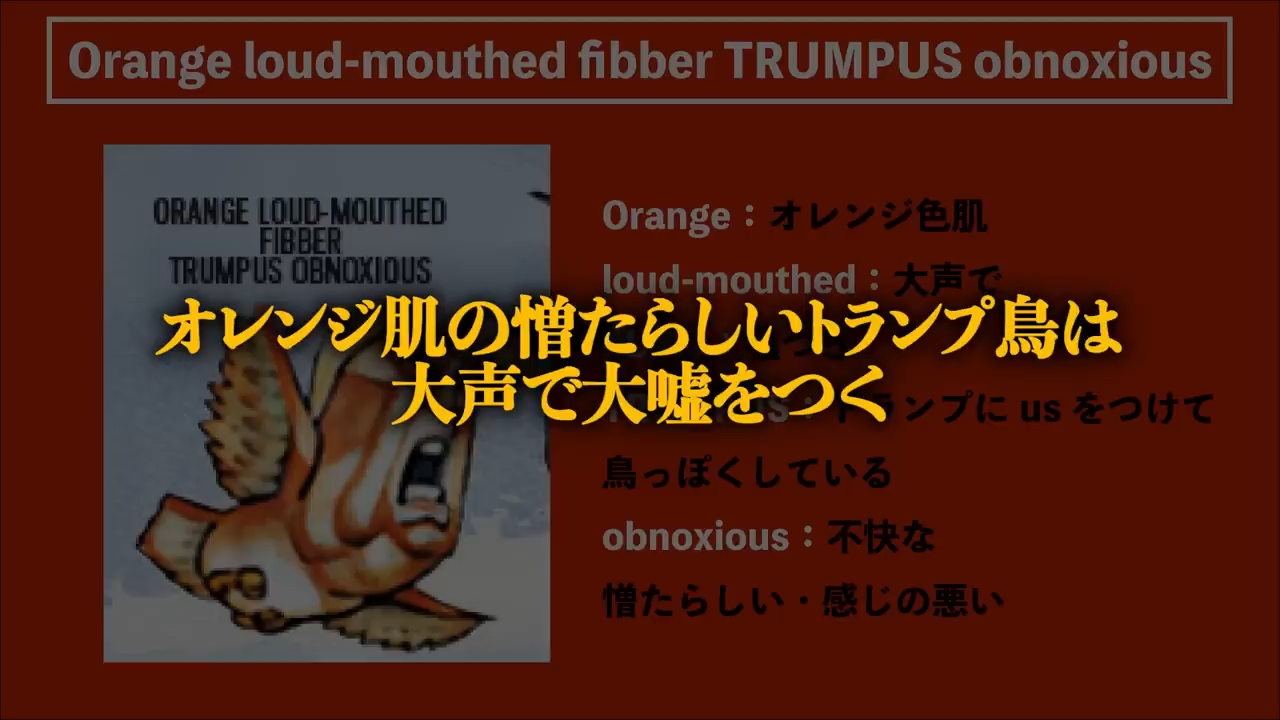 Orange loud-mouthed fibber TRUMPUS obnoxious
ORANGE LOUD-MOUTHED
FIBBER
TRUMPUS OBNOXIOUS
Orange：オレンジ色肌
loud-mouthed：大声で
オレンジ肌の憎たらしいトランプ鳥は
大声で大嘘をつく
トランプに us をつけて
鳥っぽくしている
obnoxious：不快な
憎たらしい・感じの悪い